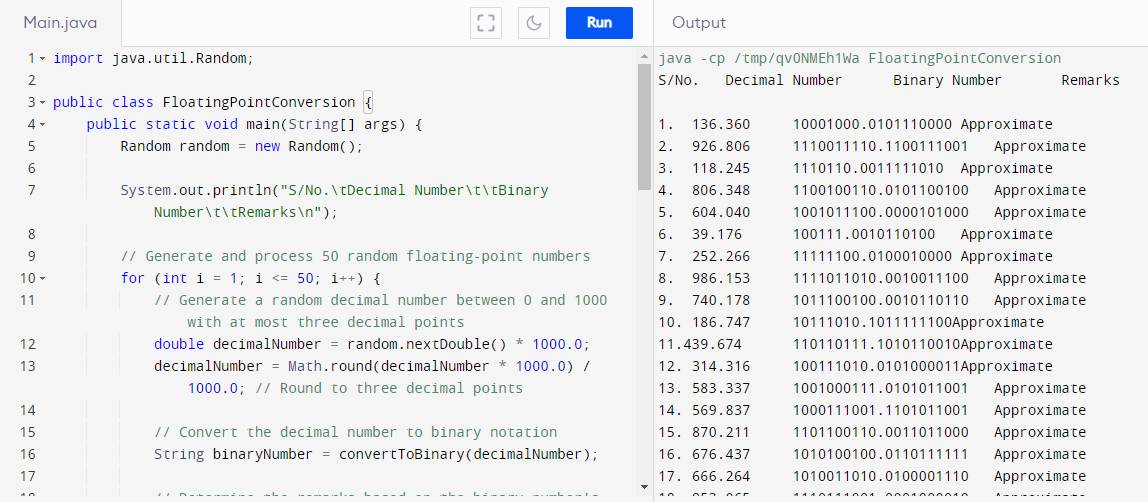 Main.java
Run
1 import java.util.Random;
2
3 public class FloatingPointConversion {
4 public static void main(String[] args) {
5 Random random = new Random();
6
7 System.out.println("S/No.\tDecimal Number\t\tBinary
Number\t\tRemarks\n");
8
9 // Generate and process 50 random floating-point numbers
10 for (int i = 1; i <= 50; i++) {
11 // Generate a random decimal number between 0 and 1000
with at most three decimal points
12 double decimalNumber = random.nextDouble() * 1000.0;
13 decimalNumber = Math.round(decimalNumber * 1000.0) /
1000.0; // Round to three decimal points
14
15 // Convert the decimal number to binary notation
16 String binaryNumber = convertToBinary(decimalNumber);
17
Output
java -cp /tmp/qv0NMEh1Wa FloatingPointConversion
S/No. Decimal Number Binary Number Remarks
1. 136.360 10001000.0101110000 Approximate
2. 926.806 1110011110.1100111001 Approximate
3. 118.245 1110110.0011111010 Approximate
4. 806.348 1100100110.0101100100 Approximate
5. 604.040 1001011100.0000101000 Approximate
6. 39.176 100111.0010110100 Approximate
7. 252.266 11111100.0100010000 Approximate
8. 986.153 1111011010.0010011100 Approximate
9. 740.178 1011100100.0010110110 Approximate
10. 186.747 10111010.1011111100Approximate
11.439.674 110110111.1010110010Approximate
12. 314.316 100111010.0101000011Approximate
13. 583.337 1001000111.0101011001 Approximate
14. 569.837 1000111001.1101011001 Approximate
15. 870.211 1101100110.0011011000 Approximate
16. 676.437 1010100100.0110111111 Approximate
17. 666.264 1010011010.0100001110 Approximate